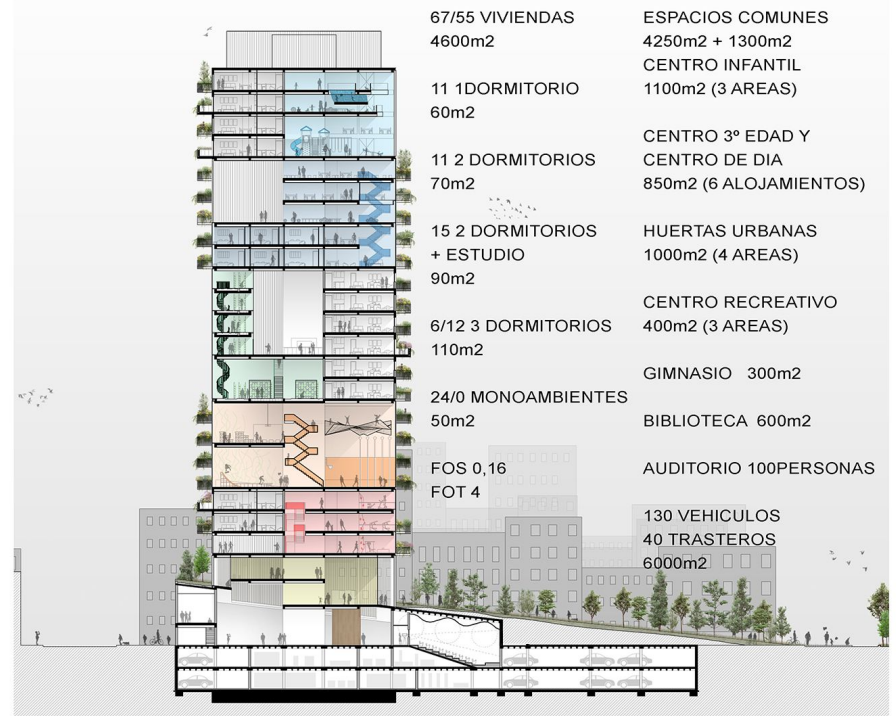 67/55 VIVIENDAS
4600m2
11 1DORMITORIO
60m2
11 2 DORMITORIOS
70m2
15 2 DORMITORIOS
+ ESTUDIO
90m2
6/12 3 DORMITORIOS
110m2
24/0 MONOAMBIENTES
50m2
FOS 0,16
FOT 4
ESPACIOS COMUNES
4250m2 + 1300m2
CENTRO INFANTIL
1100m2 (3 AREAS)
CENTRO 3º EDAD Y
CENTRO DE DIA
850m2 (6 ALOJAMIENTOS)
HUERTAS URBANAS
1000m2 (4 AREAS)
CENTRO RECREATIVO
400m2 (3 AREAS)
GIMNASIO 300m2
BIBLIOTECA 600m2
AUDITORIO 100PERSONAS
130 VEHICULOS
40 TRASTEROS
6000m2